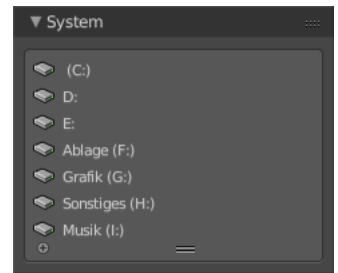 System
(C:)
D:
E:
Ablage (F:)
Grafik (G:)
Sonstiges (H:)
Musik (I:)